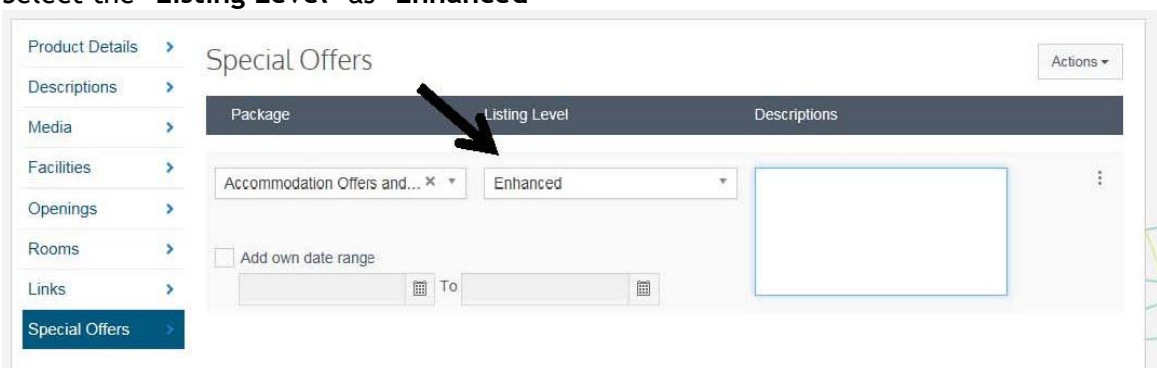 select the "Listing Level" as "Enhanced"
Product Details
Descriptions
Media
Facilities
Openings
Rooms
Links
Special Offers
Special Offers
Actions
Package Listing Level Descriptions
Accommodation Offers and... × Enhanced
Add own date range
To